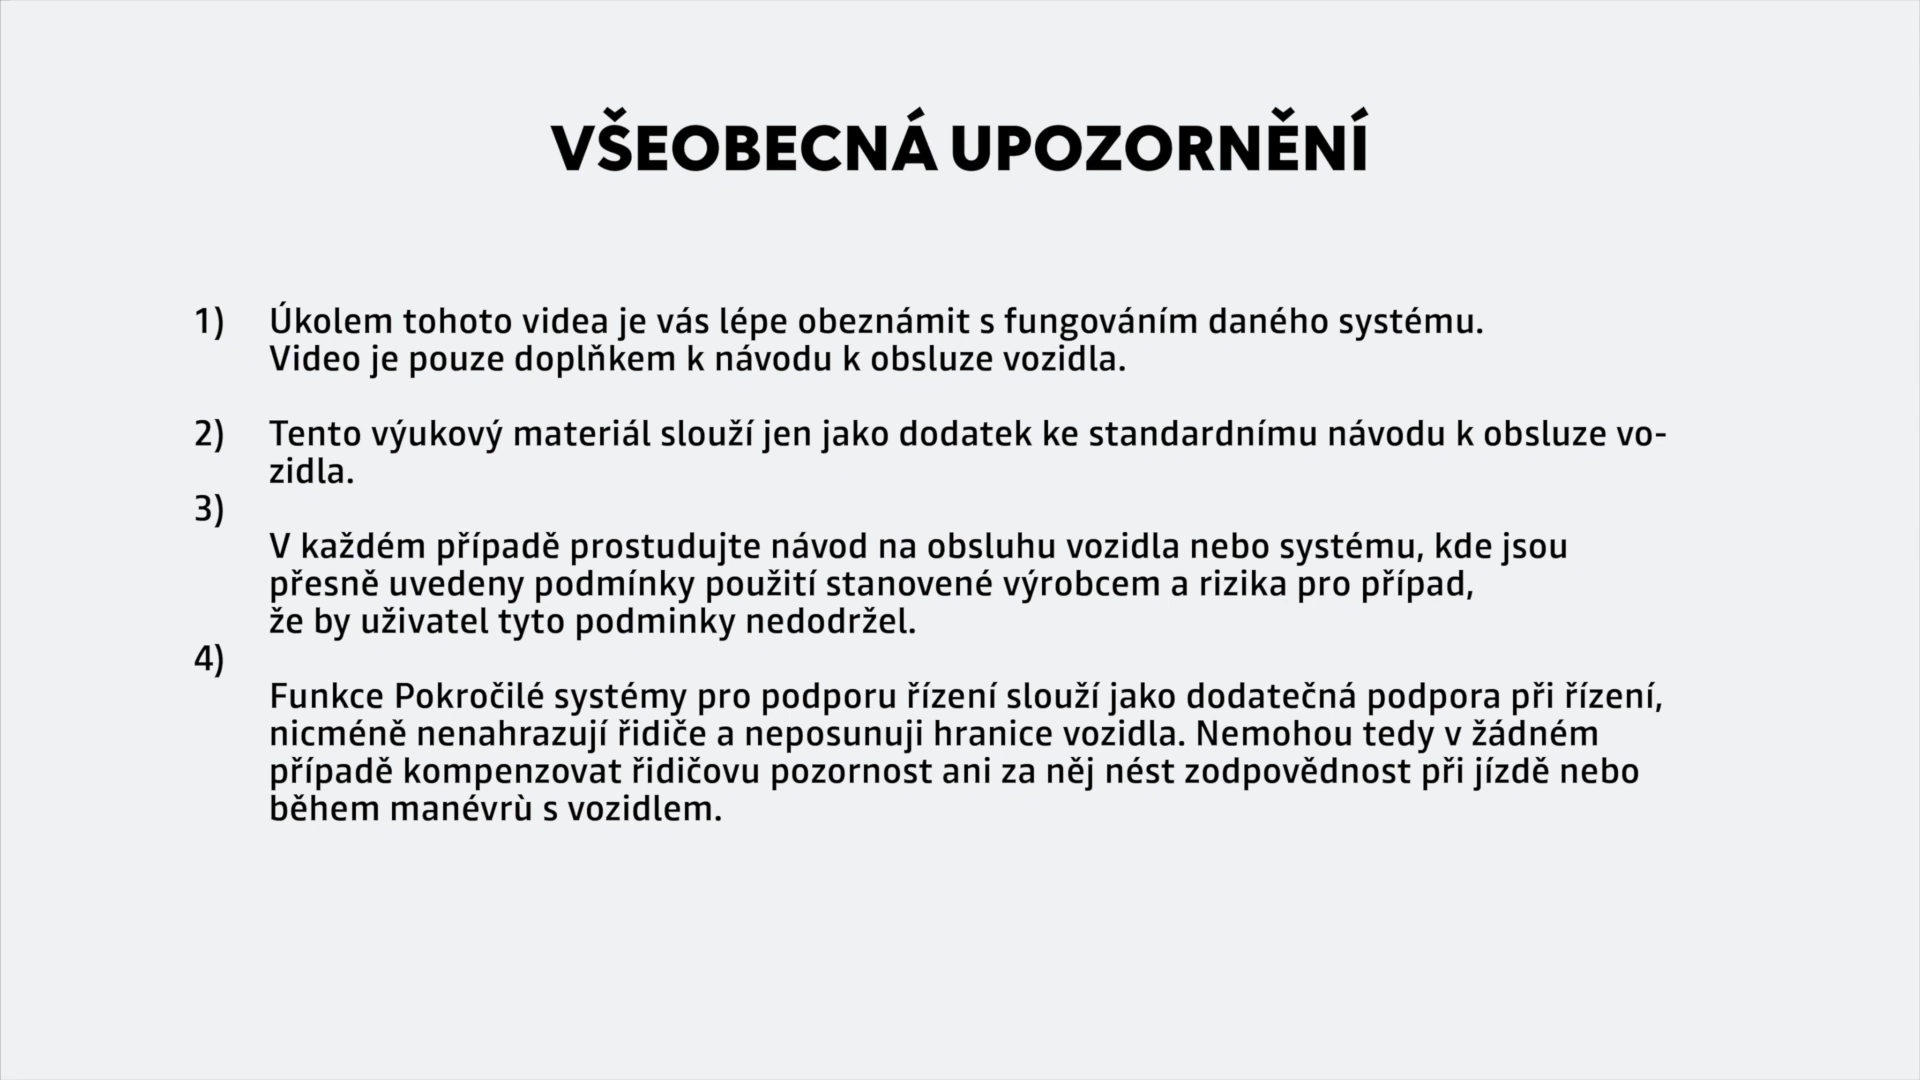 VŠEOBECNÁ UPOZORNĚNÍ
1) Úkolem tohoto videa je vás lépe obeznámit s fungováním daného systému.
Video je pouze doplňkem k návodu k obsluze vozidla.
2) Tento výukový materiál slouží jen jako dodatek ke standardnímu návodu k obsluze vo-
zidla.
3)
V každém případě prostudujte návod na obsluhu vozidla nebo systému, kde jsou
přesně uvedeny podmínky použití stanovené výrobcem a rizika pro případ,
že by uživatel tyto podminky nedodržel.
4)
Funkce Pokročilé systémy pro podporu řízení slouží jako dodatečná podpora při řízení,
nicméně nenahrazují řidiče a neposunuji hranice vozidla. Nemohou tedy v žádném
případě kompenzovat řidičovu pozornost ani za něj nést zodpovědnost při jízdě nebo
během manévrù s vozidlem.